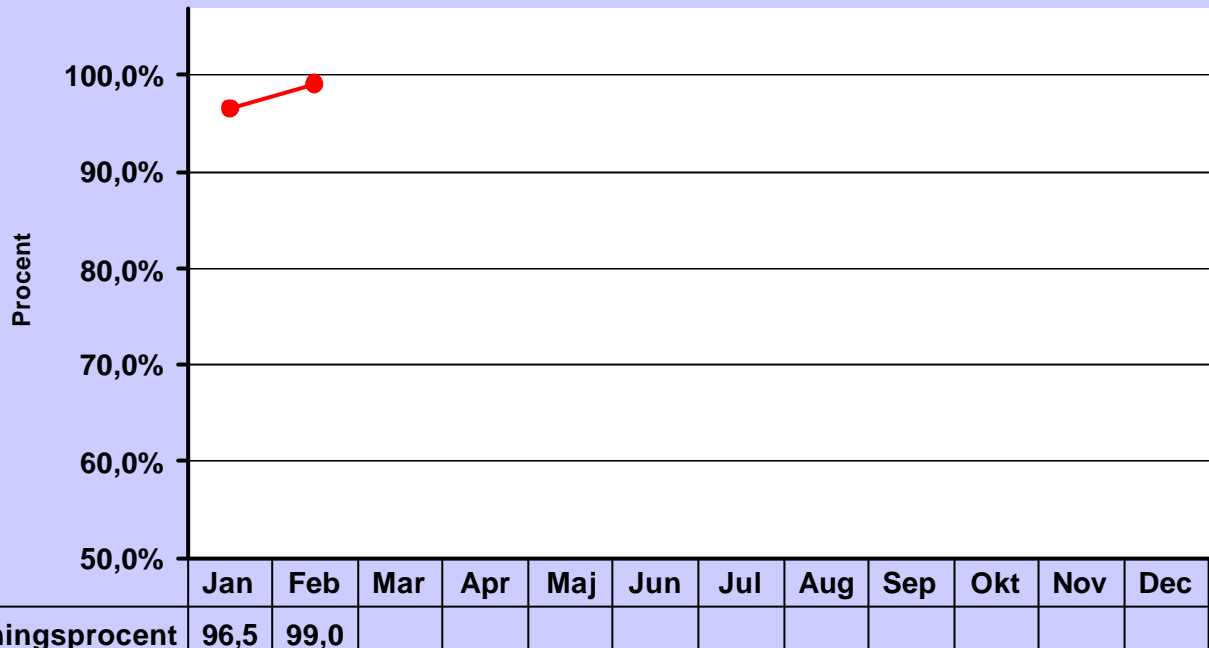 100,0%
90,0%
80,0%
70,0%
60,0%
50,0%
Procent
Jan Feb Mar Apr Maj Jun Jul Aug Sep Okt Nov Dec
ningsprocent 96,5 99,0